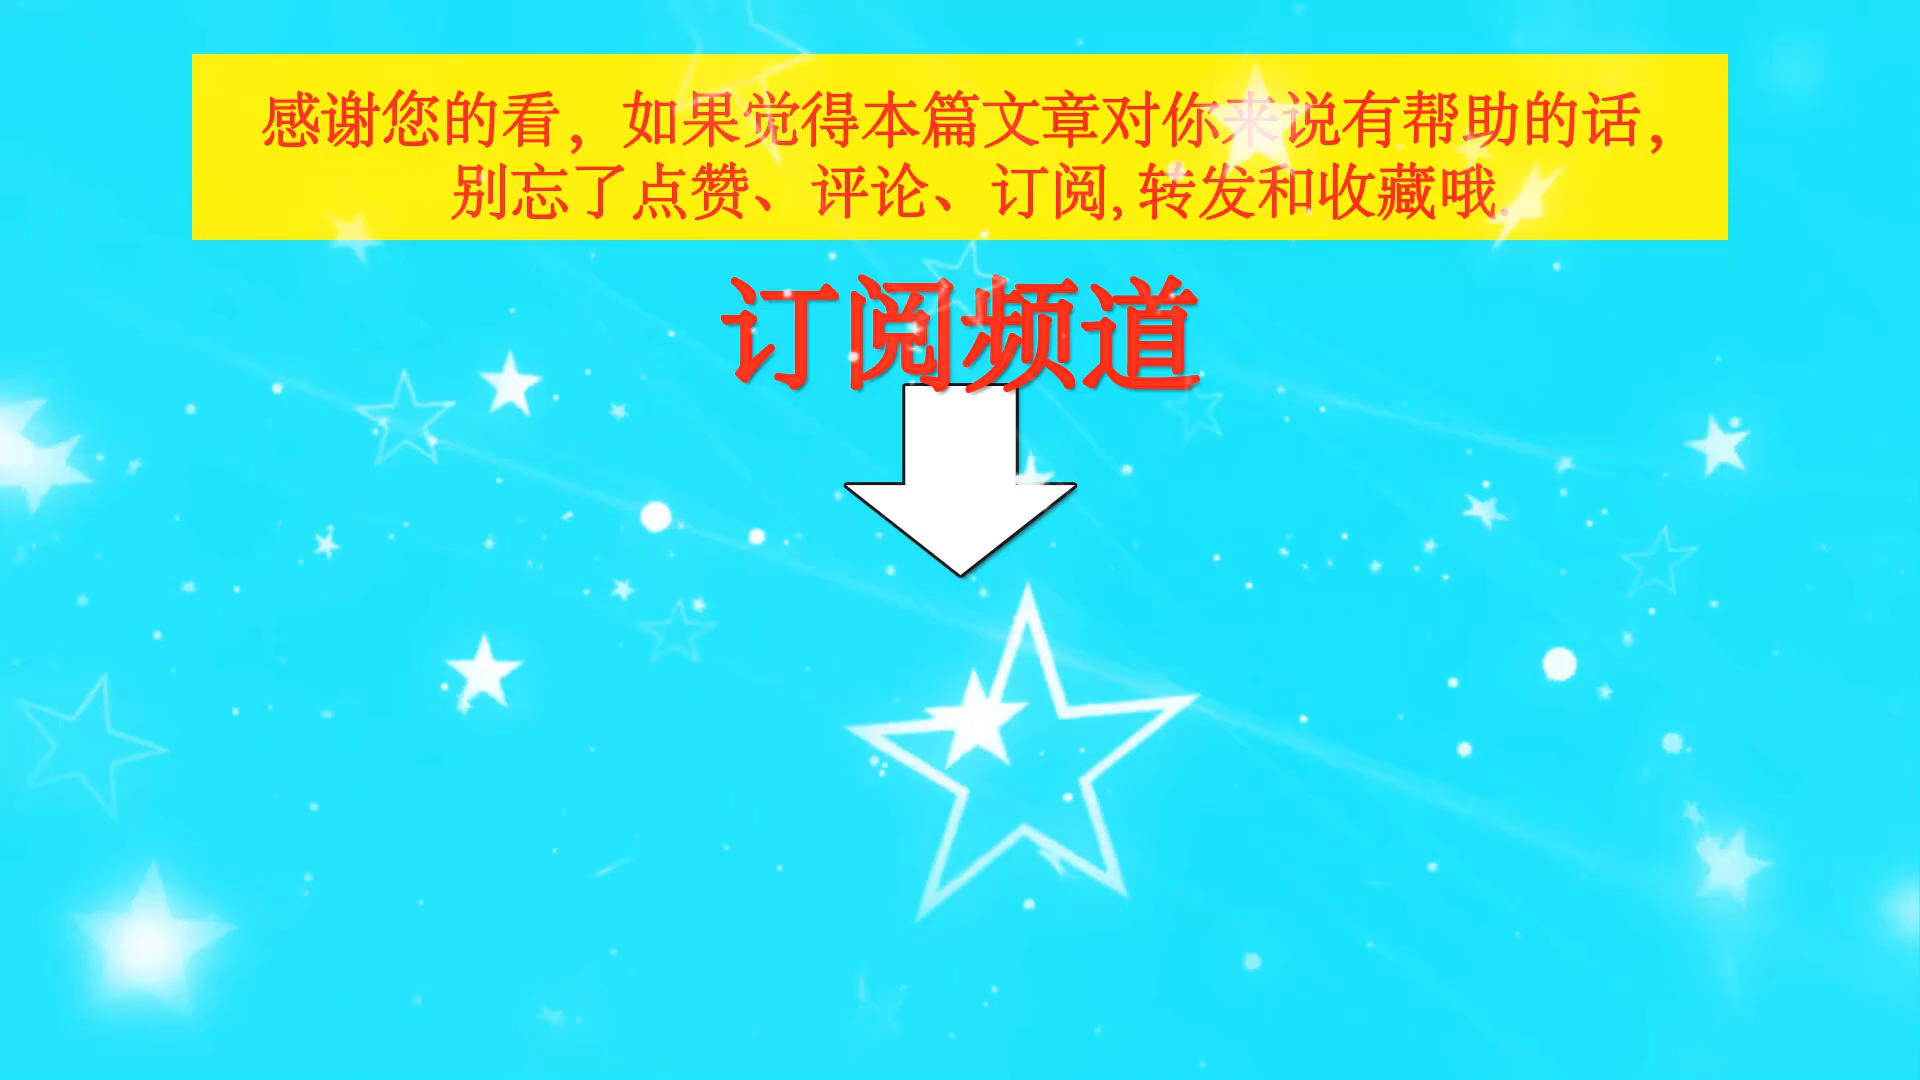 感谢您的看，如果觉得本篇文章对你来说有帮助的话，
别忘了点赞、评论、订阅,转发和收藏哦.
订阅频道